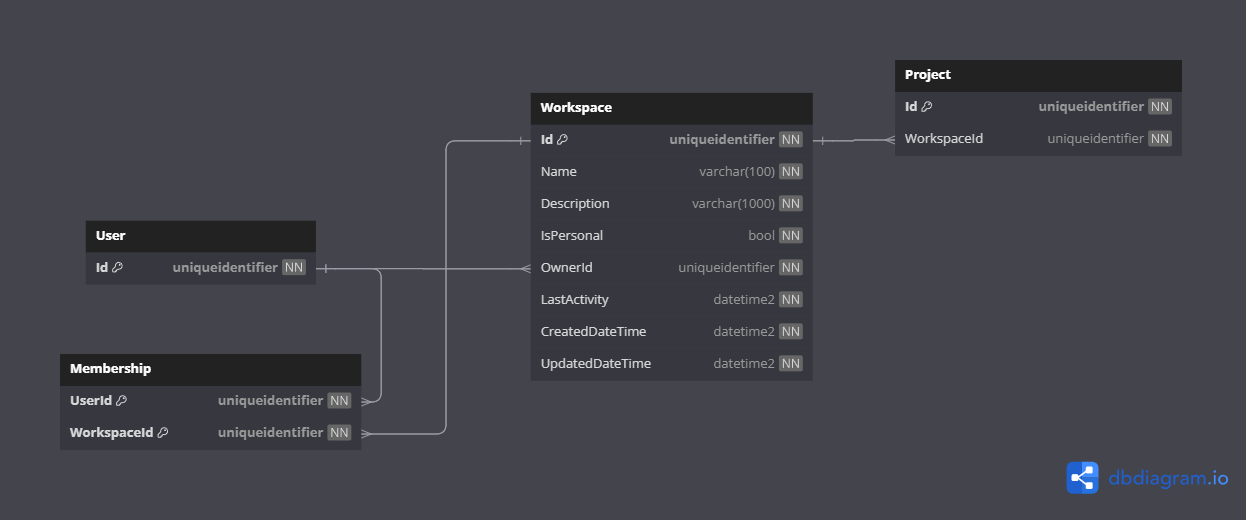 Project
Id uniqueidentifier NN
WorkspaceId uniqueidentifier NN
Workspace
Id uniqueidentifier NN
Name varchar(100) NN
Description varchar(1000) NN
IsPersonal bool NN
OwnerId uniqueidentifier NN
LastActivity datetime2 NN
CreatedDateTime datetime2 NN
UpdatedDateTime datetime2 NN
User
Id uniqueidentifier NN
Membership
UserId uniqueidentifier NN
WorkspaceId uniqueidentifier NN
dbdiagram.io